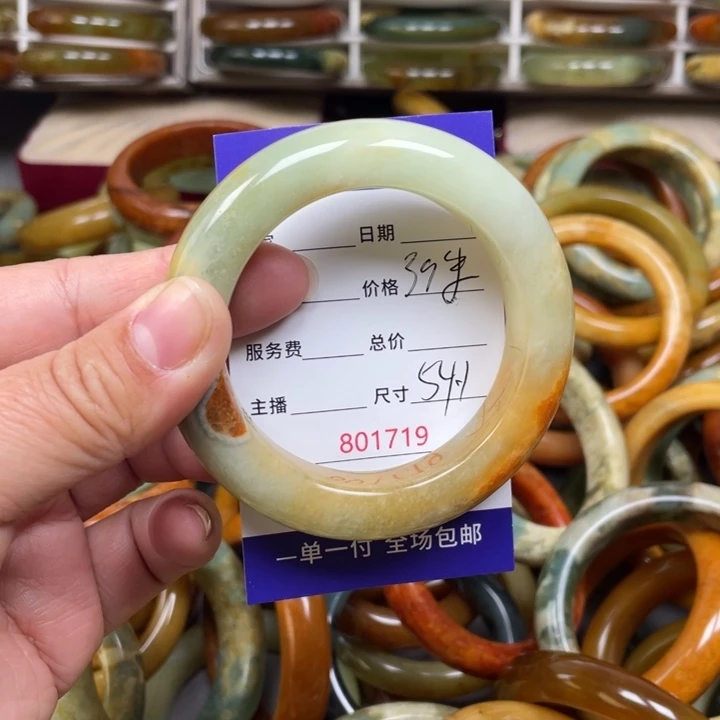 日期
价格 39米
服务费 总价
主播 尺寸 54.1
801719
一单一付 全场包邮